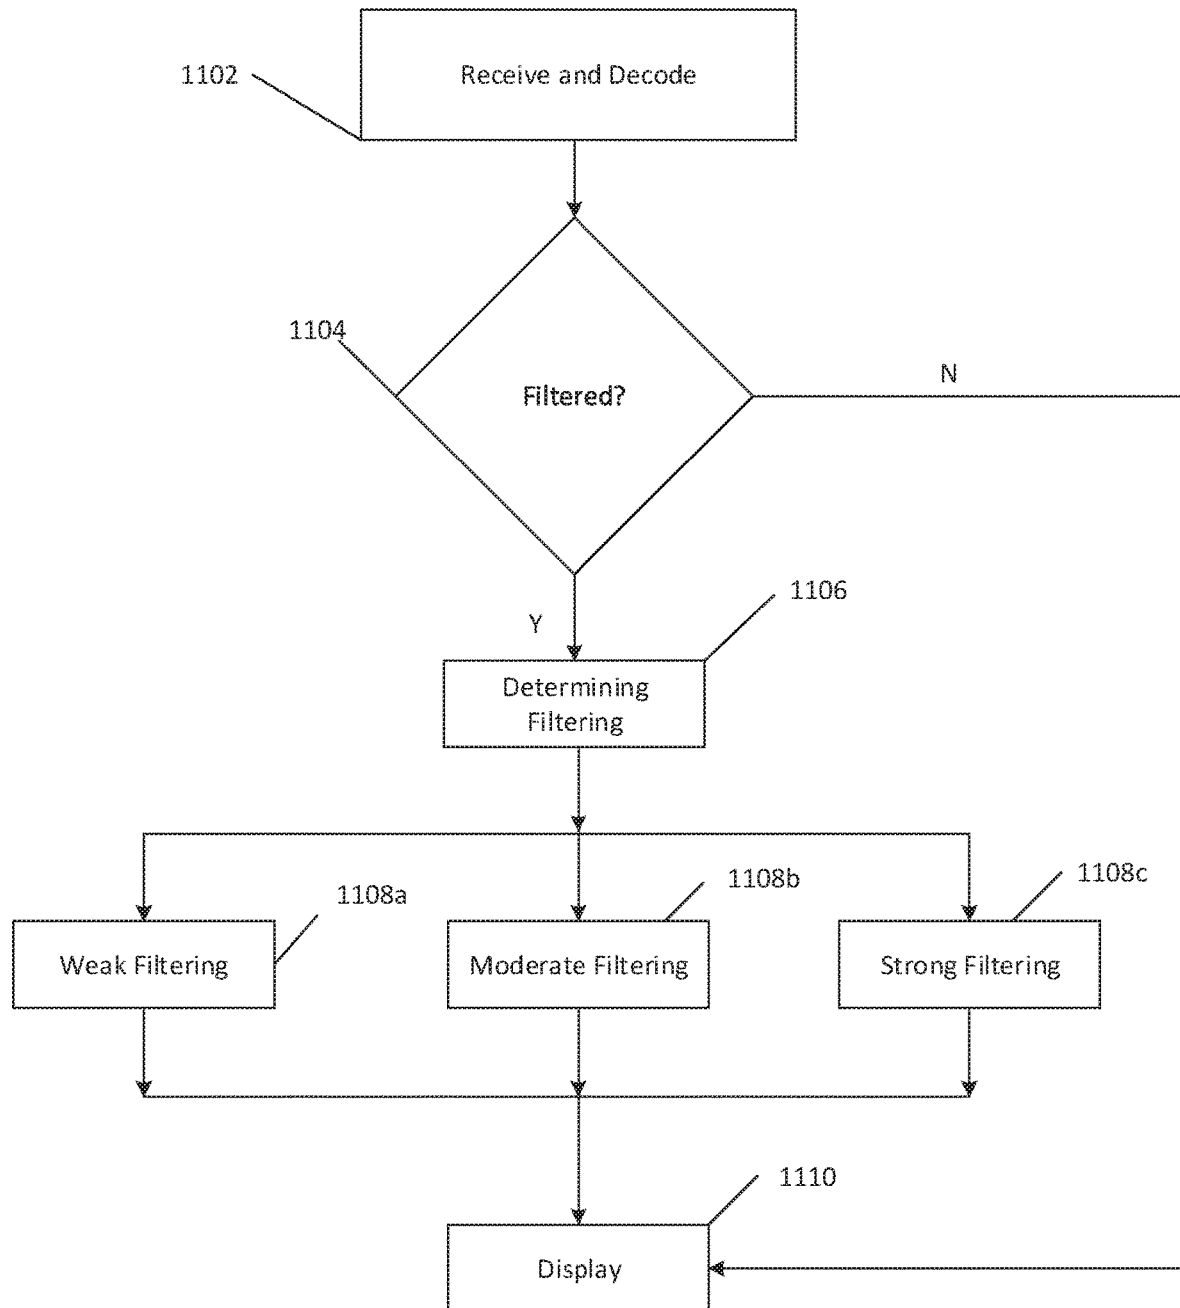 Receive and Decode
1102
1104
Filtered?
N
1106
Y
Determining
Filtering
1108a
1108b
1108c
Weak Filtering
Moderate Filtering
Strong Filtering
1110
Display